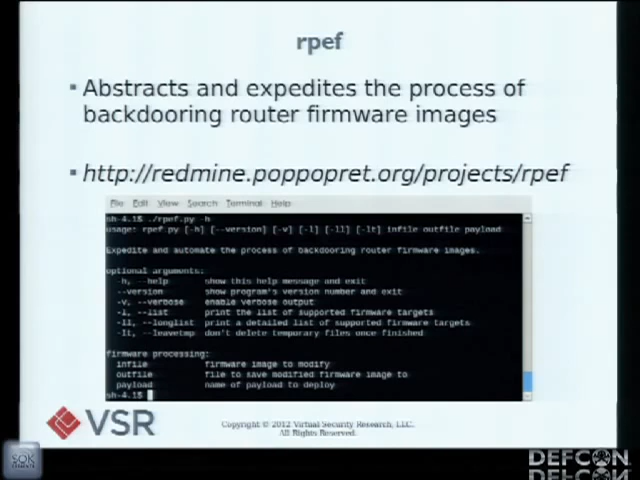 rpef
Abstracts and expedites the process of
backdooring router firmware images
http://redmine.poppopret.org/projects/rpef
File Edit View Search Terminal Help
sh-4.1$ ./rpef.py -h
usage: rpef.py [-h] [--version] [-v] [-l] [-ll] [-lt] infile outfile payload
Expedite and automate the process of backdooring router firmware images.
optional arguments:
-h, --help show this help message and exit
--version show program's version number and exit
-v, --verbose enable verbose output
-l, --list print the list of supported firmware targets
-ll, --longlist print a detailed list of supported firmware targets
-lt, --leavetmp don't delete temporary files once finished
firmware processing:
infile firmware image to modify
outfile file to save modified firmware image to
payload name of payload to deploy
sh-4.1$
VSR
Copyright © 2012 Virtual Security Research, LLC.
All Rights Reserved.
SOK
DEFCON